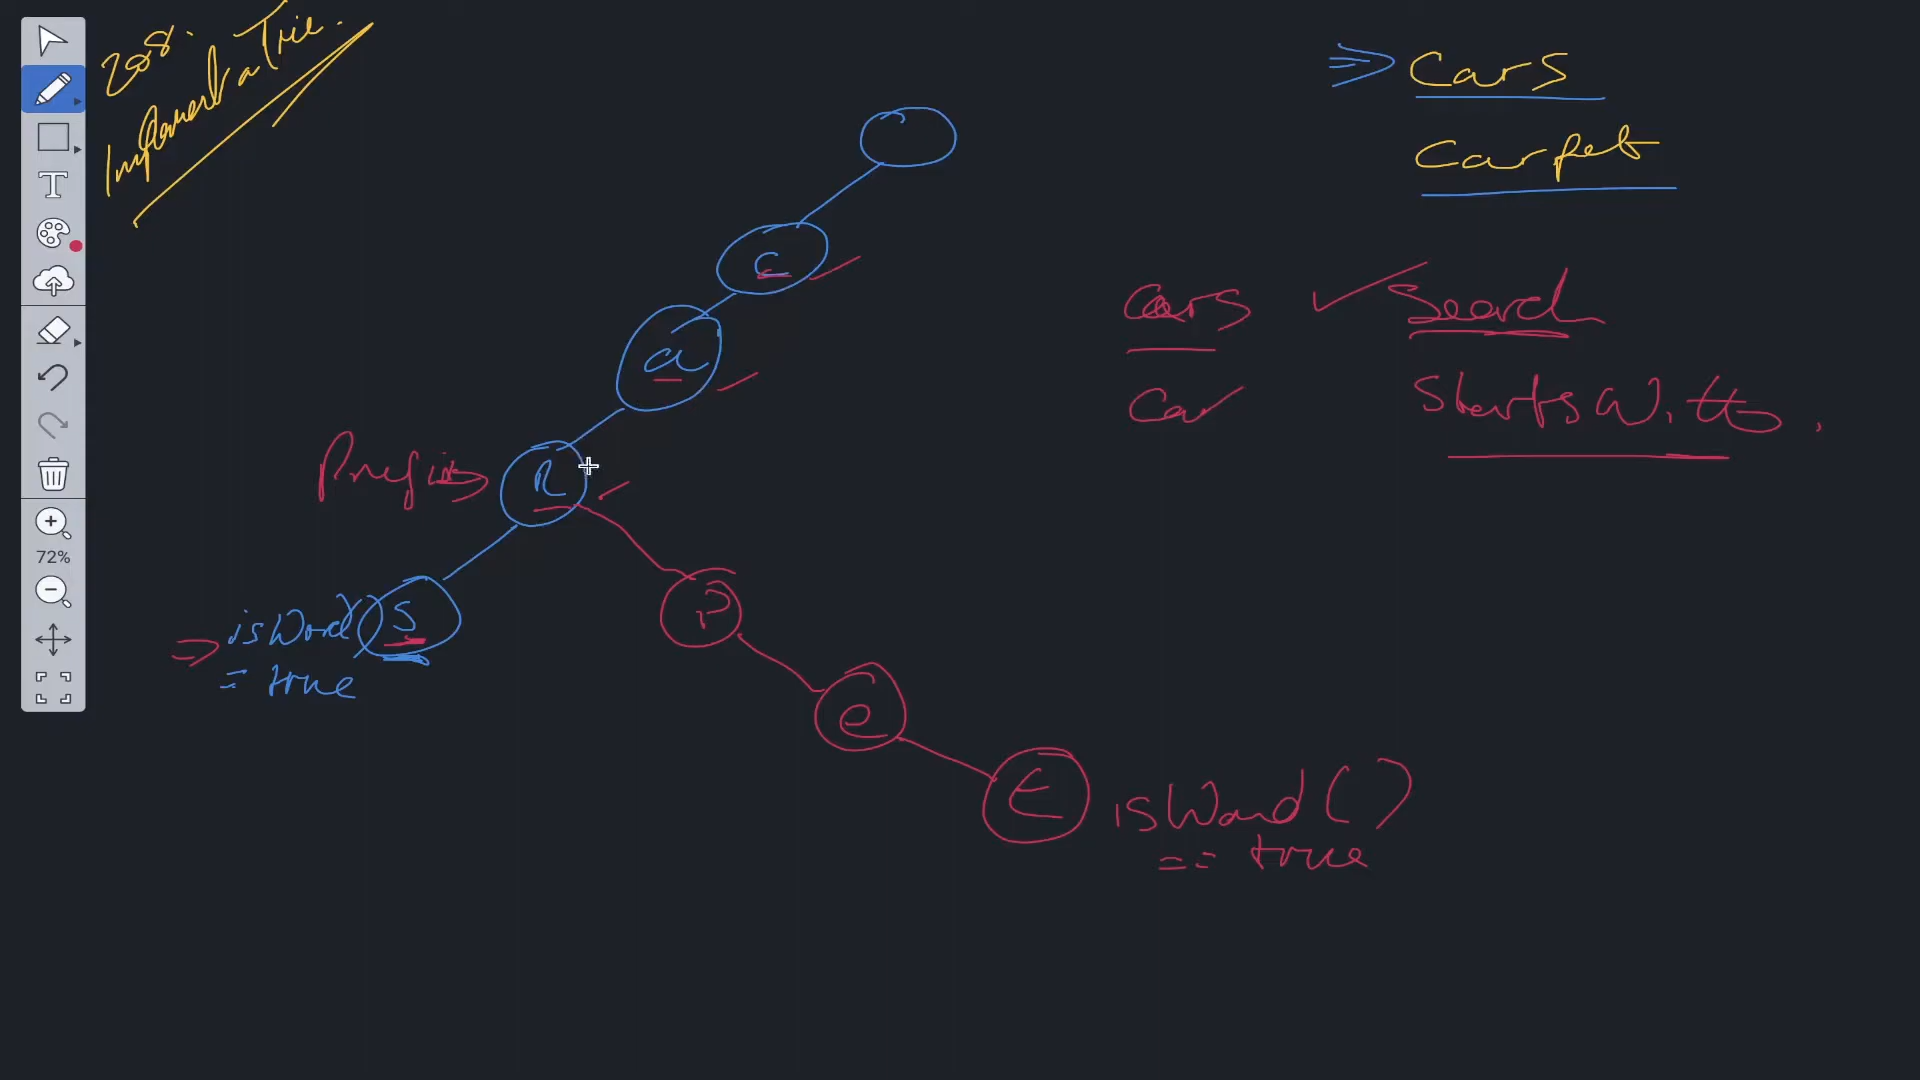 208.
Implement a Trie.
Cars
Carpet
C
Cars Search
a
Car StartsWith.
Prefix R
P
isWord() S
= true
e
t isWord()
== true
72%